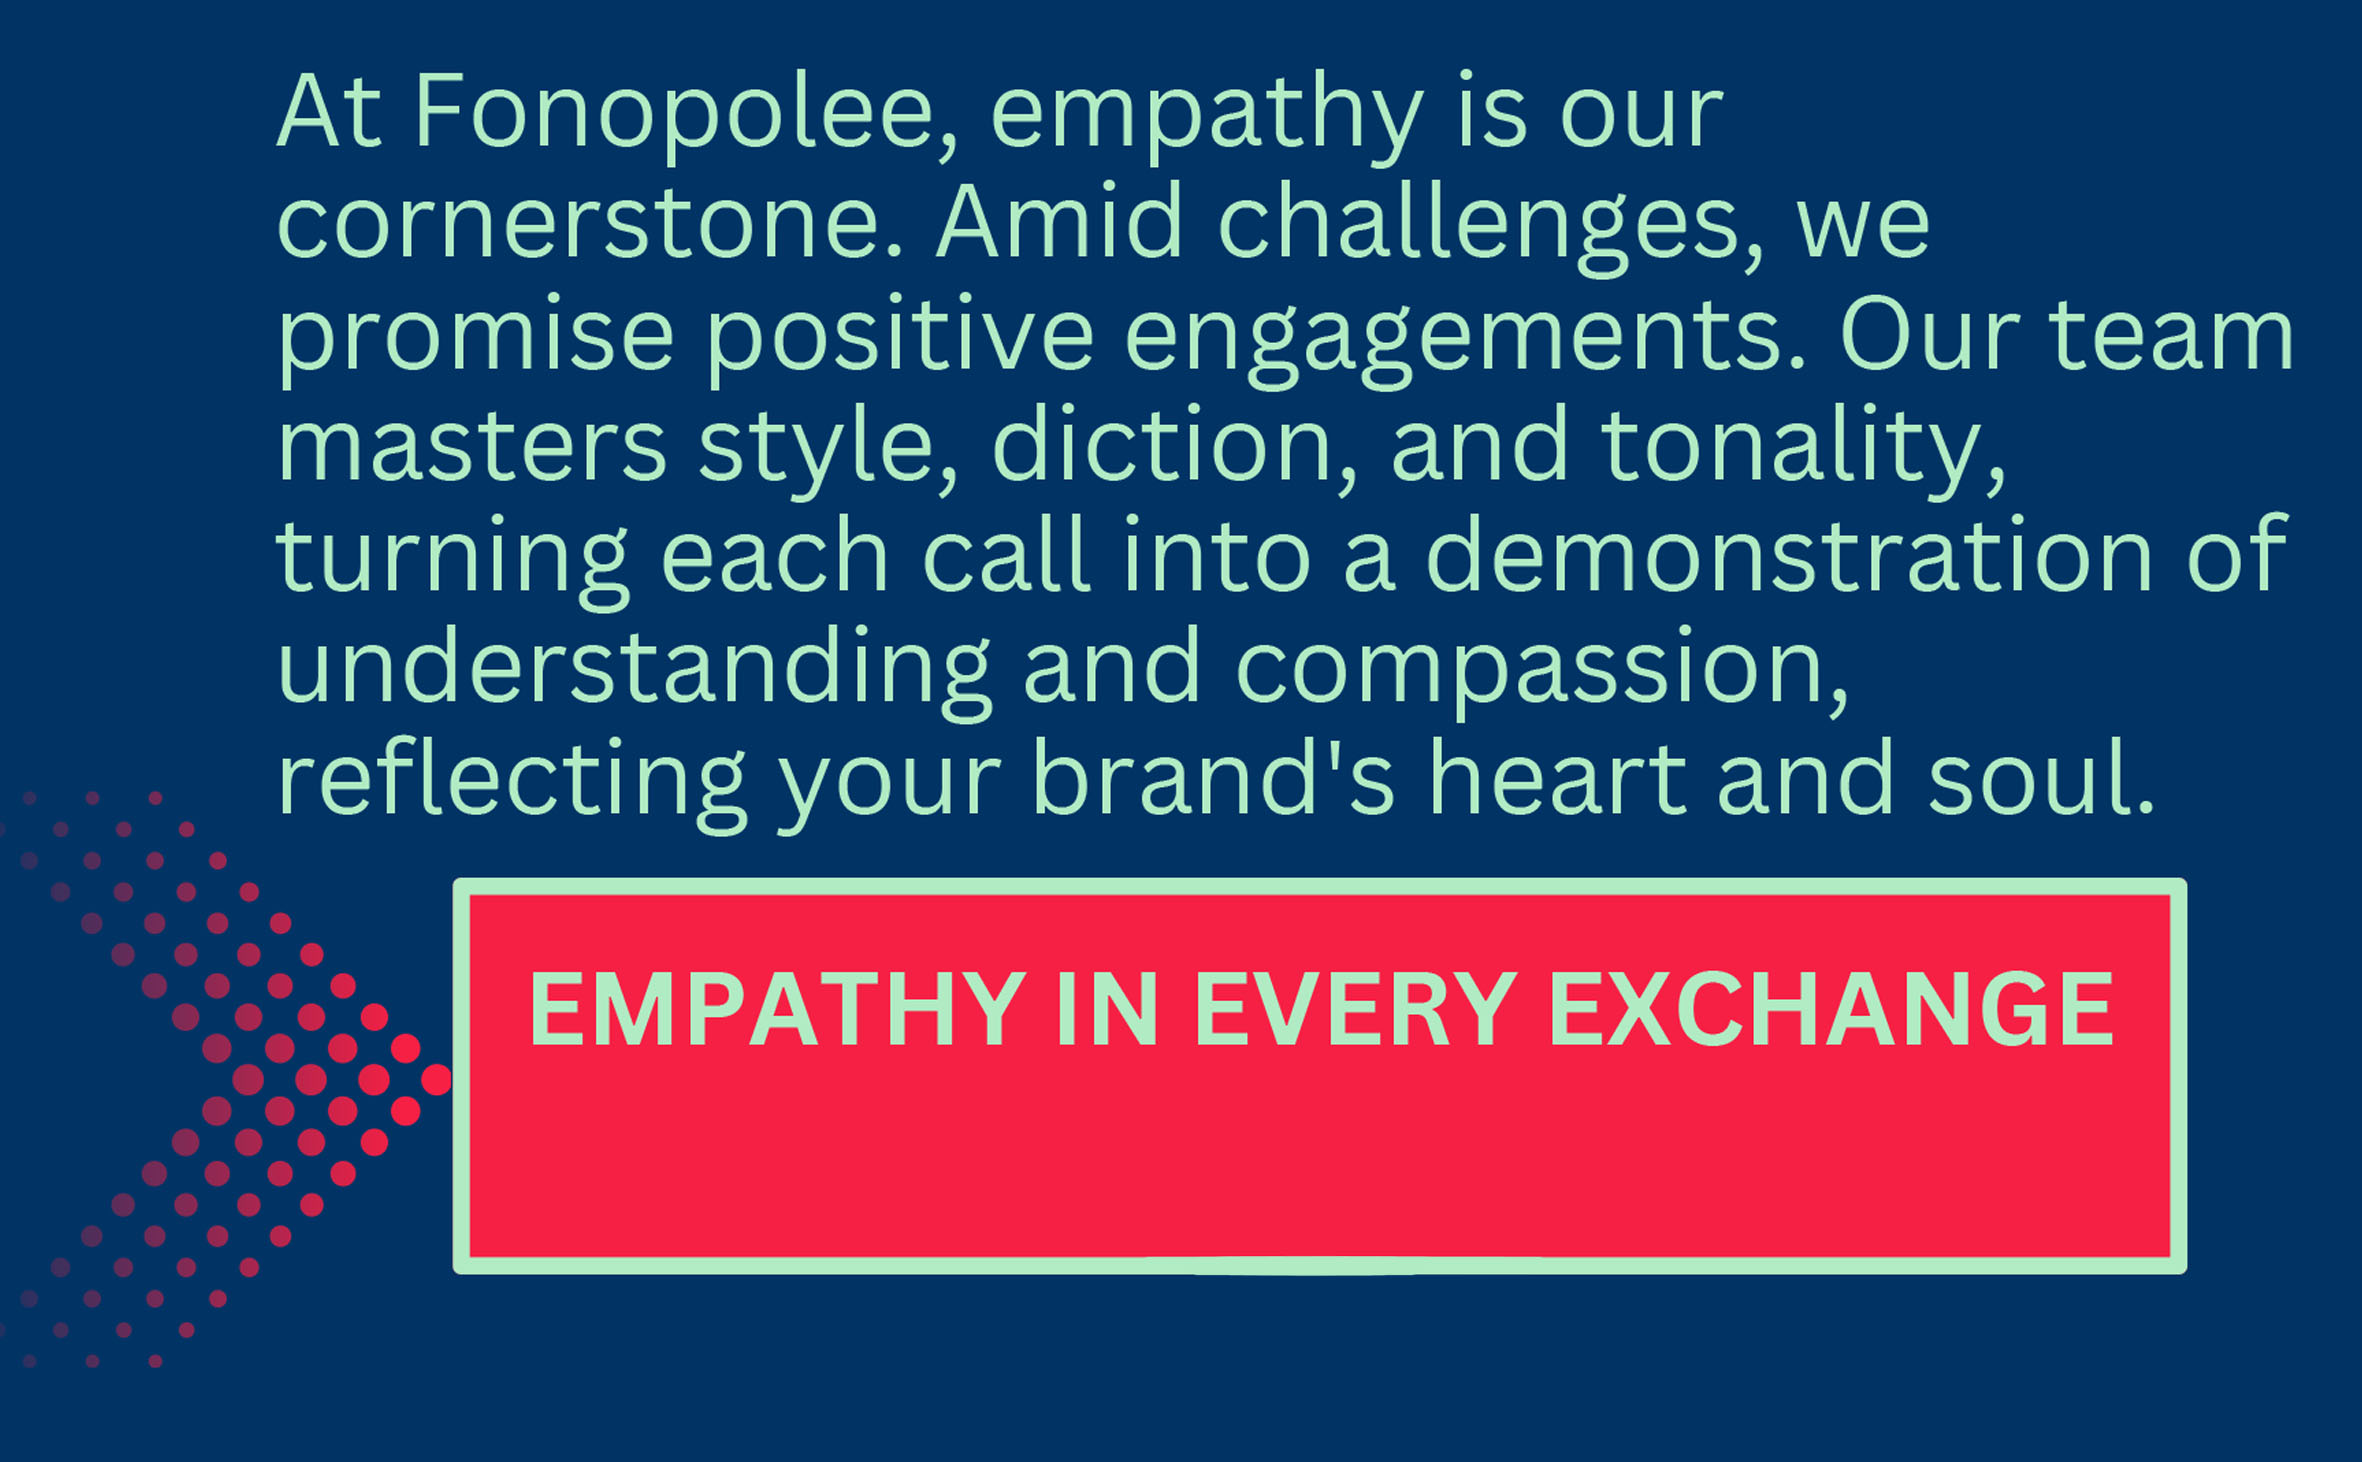 At Fonopolee, empathy is our
cornerstone. Amid challenges, we
promise positive engagements. Our team
masters style, diction, and tonality,
turning each call into a demonstration of
understanding and compassion,
reflecting your brand's heart and soul.
EMPATHY IN EVERY EXCHANGE